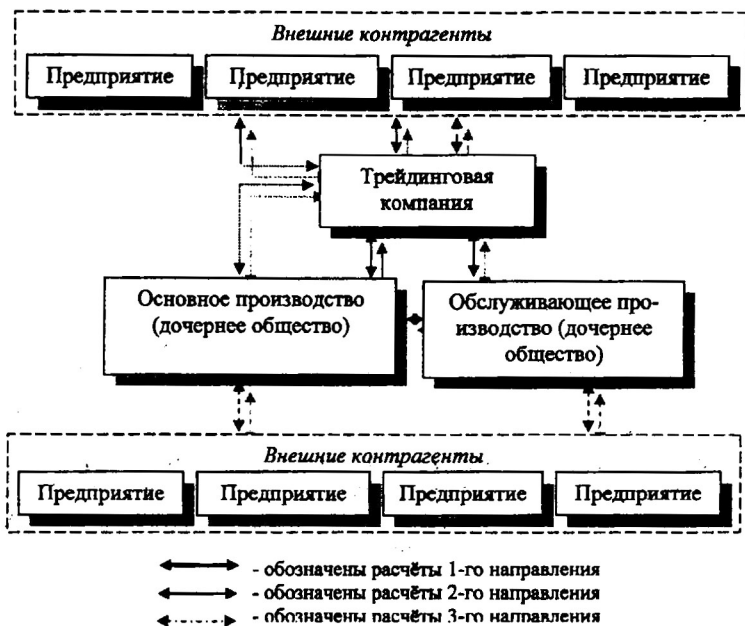 Внешние контрагенты
Предприятие Предприятие Предприятие Предприятие
Трейдинговая
компания
Основное производство
(дочернее общество)
Обслуживающее про-
изводство (дочернее
общество)
Внешние контрагенты
Предприятие Предприятие Предприятие Предприятие
- обозначены расчёты 1-го направления
- обозначены расчёты 2-го направления
- обозначены расчёты 3-го направления